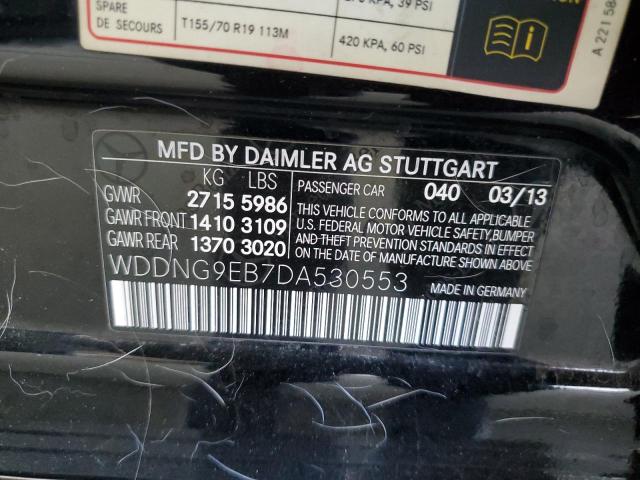 SPARE
DE SECOURS T155/70 R19 113M 420 KPA, 60 PSI
MFD BY DAIMLER AG STUTTGART
KG LBS PASSENGER CAR 040 03/13
GVWR 2715 5986
GAWR FRONT 1410 3109
GAWR REAR 1370 3020
THIS VEHICLE CONFORMS TO ALL APPLICABLE
U.S. FEDERAL MOTOR VEHICLE SAFETY,BUMPER
AND THEFT PREVENTION STANDARDS IN EFFECT
ON DATE OF MANUFACTURE SHOWN ABOVE.
WDDNG9EB7DA530553
MADE IN GERMANY